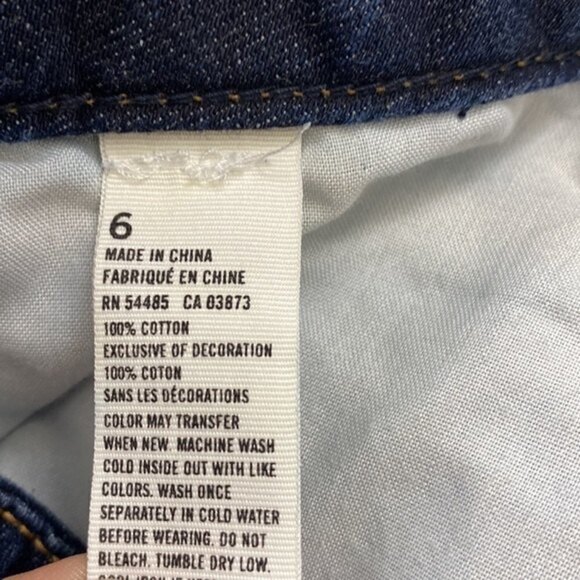 6
MADE IN CHINA
FABRIQUÉ EN CHINE
RN 54485 CA 03873
100% COTTON
EXCLUSIVE OF DECORATION
100% COTON
SANS LES DÉCORATIONS
COLOR MAY TRANSFER
WHEN NEW. MACHINE WASH
COLD INSIDE OUT WITH LIKE
COLORS. WASH ONCE
SEPARATELY IN COLD WATER
BEFORE WEARING. DO NOT
BLEACH. TUMBLE DRY LOW.